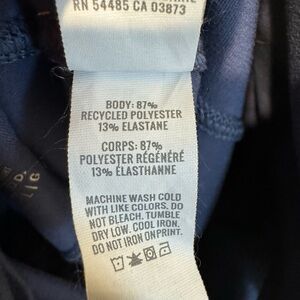 RN 54485 CA 03873
BODY: 87%
RECYCLED POLYESTER
13% ELASTANE
CORPS: 87%
POLYESTER RÉGÉNÉRÉ
13% ÉLASTHANNE
MACHINE WASH COLD
WITH LIKE COLORS. DO
NOT BLEACH. TUMBLE
DRY LOW. COOL IRON.
DO NOT IRON ON PRINT.